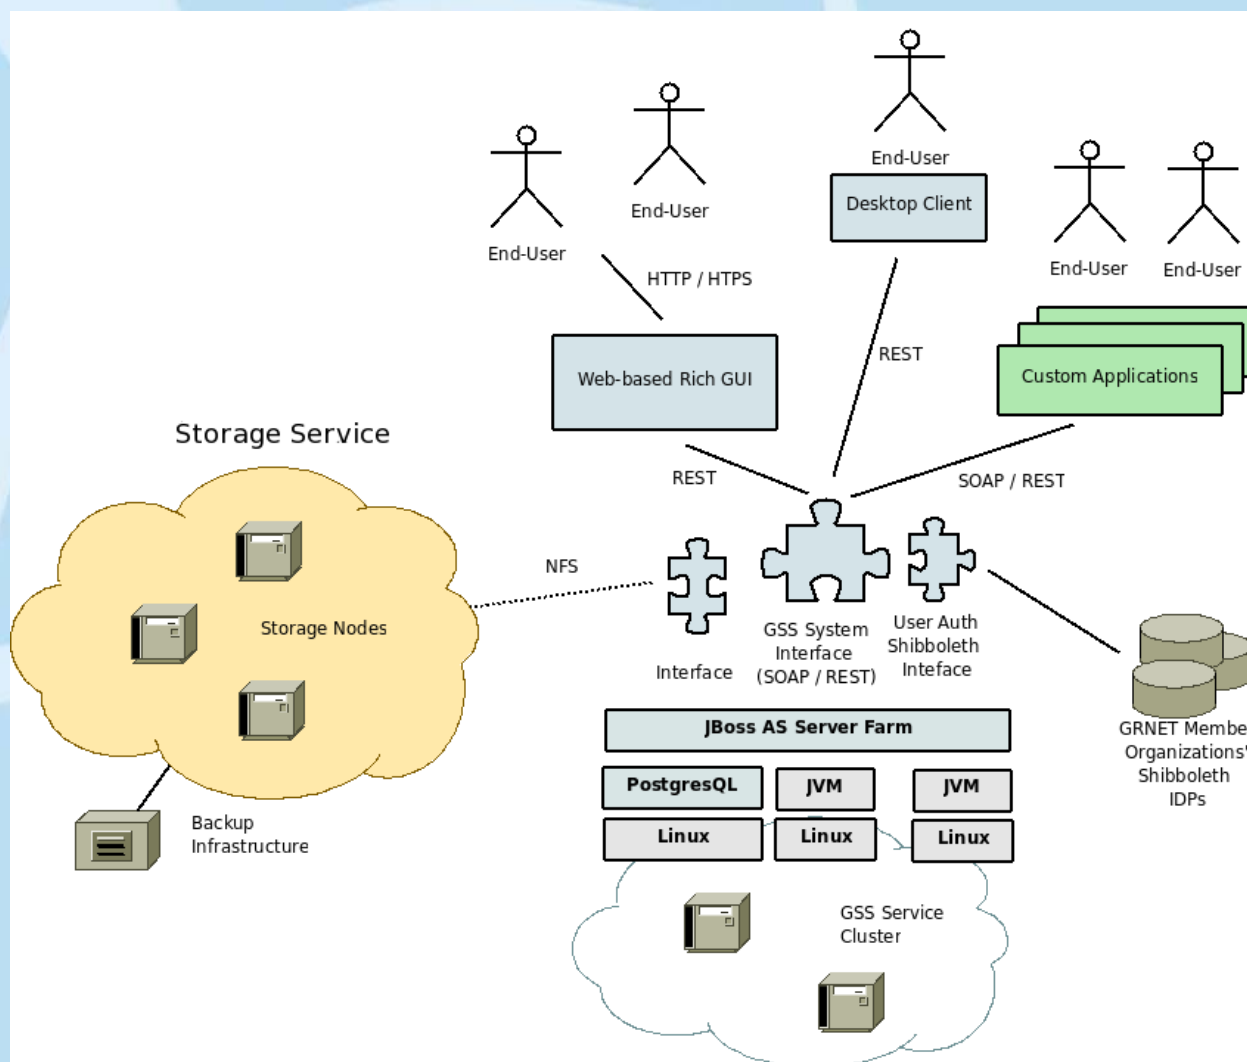 End-User
End-User
End-User
Desktop Client
End-User
End-User
HTTP / HTPS
REST
Web-based Rich GUI
Custom Applications
Storage Service
REST
SOAP / REST
NFS
Storage Nodes
Interface
GSS System
Interface
(SOAP / REST)
User Auth
Shibboleth
Inteface
JBoss AS Server Farm
PostgresQL
JVM
JVM
Linux
Linux
Linux
GRNET Membe
Organizations'
Shibboleth
IDPs
Backup
Infrastructure
GSS Service
Cluster